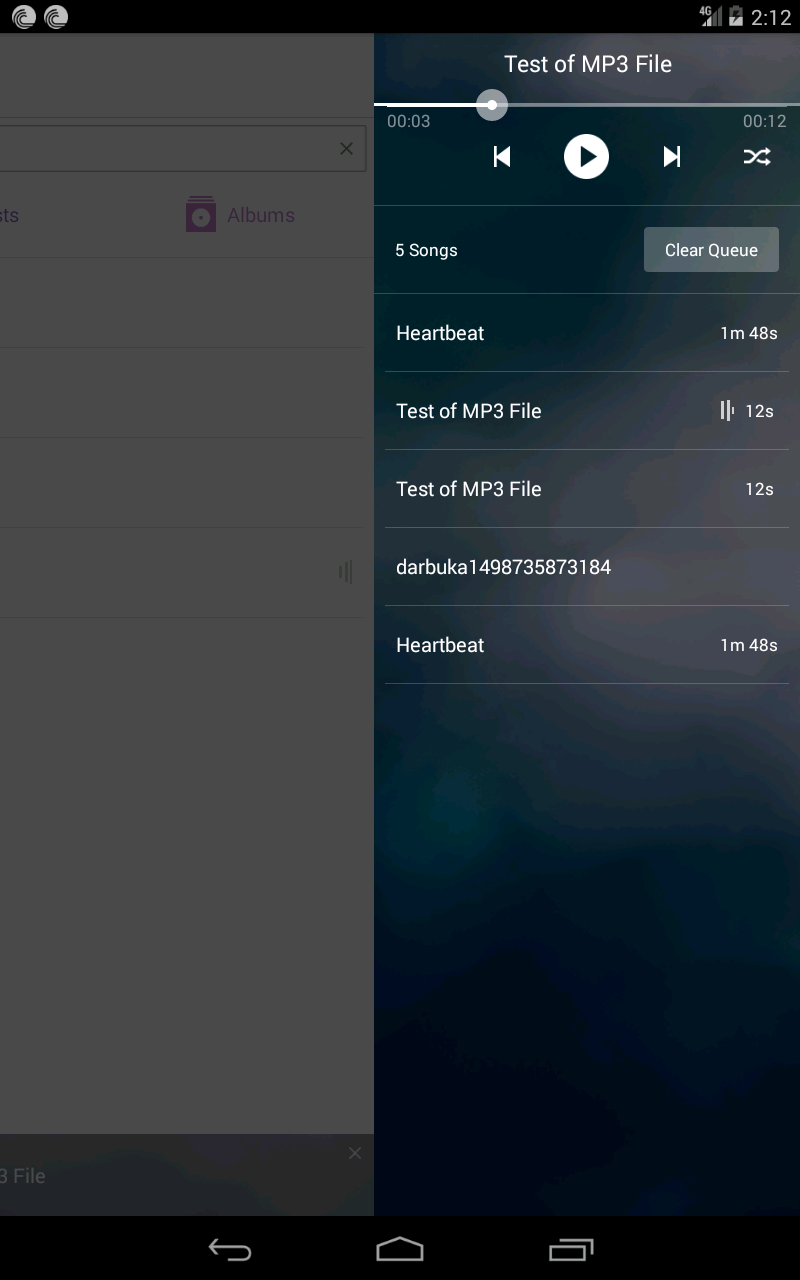 4G 2:12
Test of MP3 File
00:03 00:12
sts
Albums
5 Songs
Clear Queue
Heartbeat 1m 48s
Test of MP3 File 12s
Test of MP3 File 12s
darbuka1498735873184
Heartbeat 1m 48s
3 File